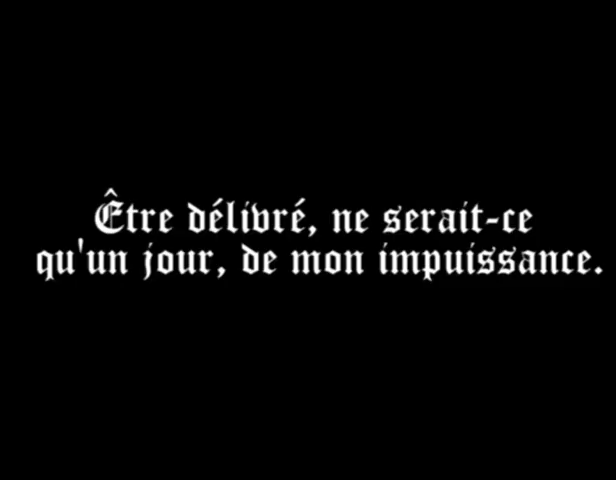 Être délivré, ne serait-ce
qu'un jour, de mon impuissance.